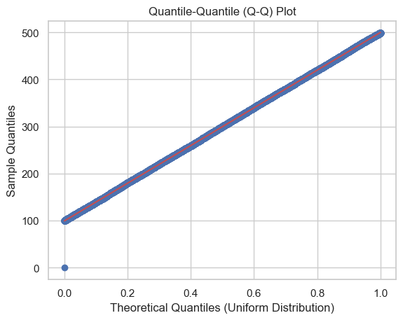 Quantile-Quantile (Q-Q) Plot
Sample Quantiles
500
400
300
200
100
0
0.0 0.2 0.4 0.6 0.8 1.0
Theoretical Quantiles (Uniform Distribution)